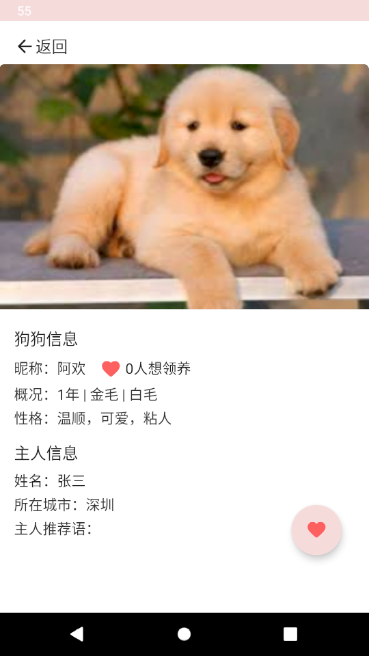 55
返回
狗狗信息
昵称：阿欢 0人想领养
概况：1年 | 金毛 | 白毛
性格：温顺，可爱，粘人
主人信息
姓名：张三
所在城市：深圳
主人推荐语：